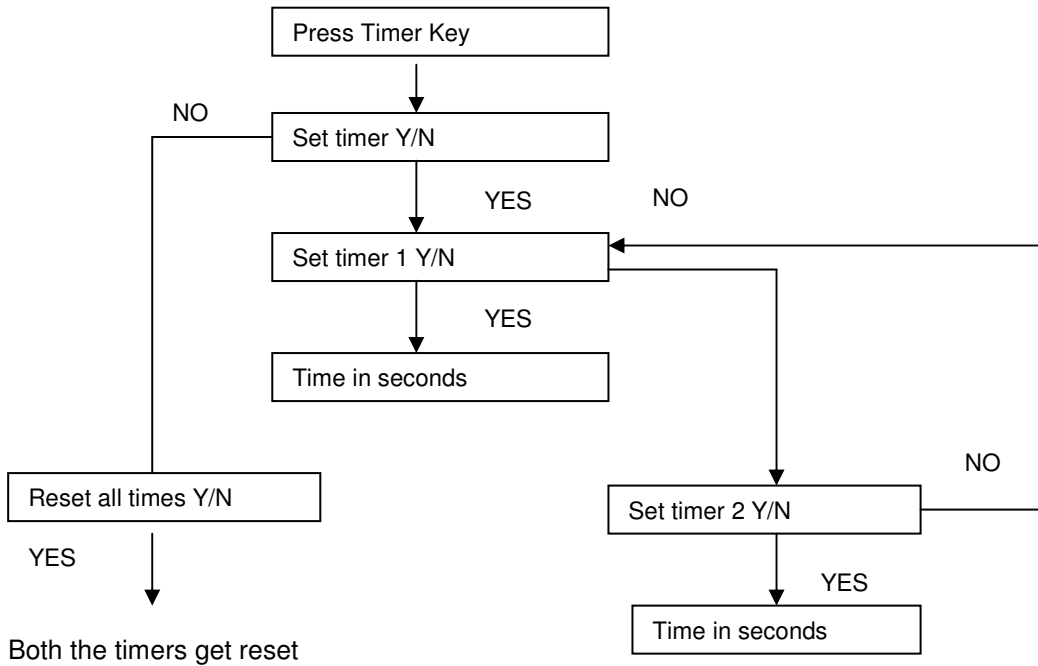 Press Timer Key
NO
Set timer Y/N
YES
NO
Set timer 1 Y/N
YES
Time in seconds
NO
Reset all times Y/N
Set timer 2 Y/N
YES
YES
Time in seconds
Both the timers get reset